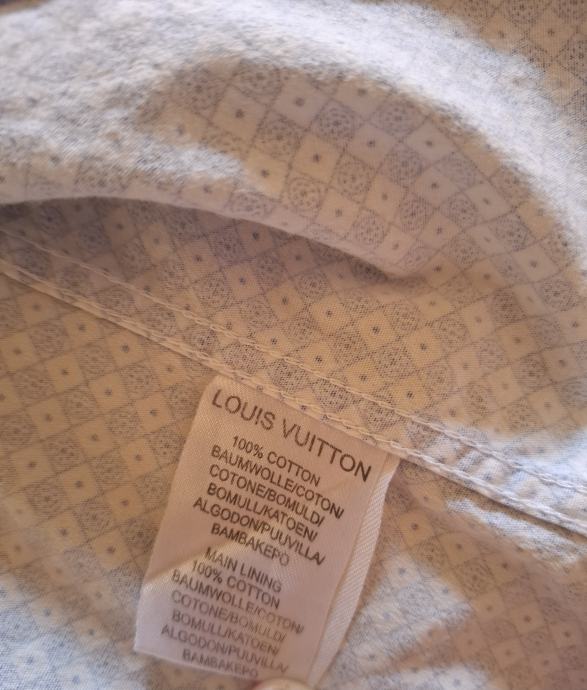 LOUIS VUITTON
100% COTTON
BAUMWOLLE/COTON/
COTONE/BOMULD/
BOMULL/KATOEN/
ALGODON/PUUVILLA/
BAMBAKEPO
MAIN LINING
100% COTTON
BAUMWOLLE/COTON/
COTONE/BOMULD/
BOMULL/KATOEN/
ALGODON/PUUVILLA/
BAMBAKEPO